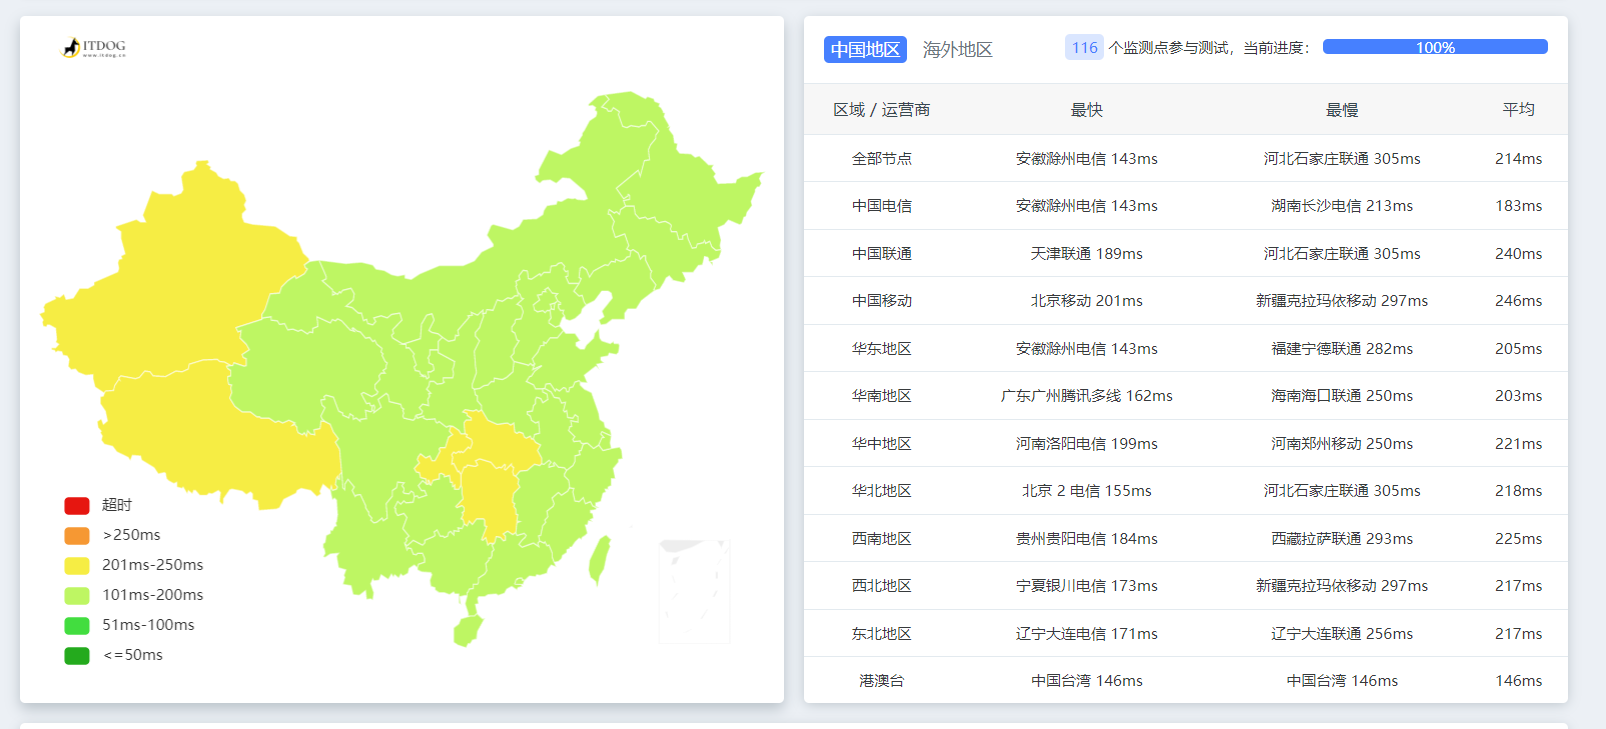 ITDOG
www.itdog.cn
超时
>250ms
201ms-250ms
101ms-200ms
51ms-100ms
<=50ms
中国地区 海外地区 116 个监测点参与测试，当前进度： 100%
区域 / 运营商 最快 最慢 平均
全部节点 安徽滁州电信 143ms 河北石家庄联通 305ms 214ms
中国电信 安徽滁州电信 143ms 湖南长沙电信 213ms 183ms
中国联通 天津联通 189ms 河北石家庄联通 305ms 240ms
中国移动 北京移动 201ms 新疆克拉玛依移动 297ms 246ms
华东地区 安徽滁州电信 143ms 福建宁德联通 282ms 205ms
华南地区 广东广州腾讯多线 162ms 海南海口联通 250ms 203ms
华中地区 河南洛阳电信 199ms 河南郑州移动 250ms 221ms
华北地区 北京 2 电信 155ms 河北石家庄联通 305ms 218ms
西南地区 贵州贵阳电信 184ms 西藏拉萨联通 293ms 225ms
西北地区 宁夏银川电信 173ms 新疆克拉玛依移动 297ms 217ms
东北地区 辽宁大连电信 171ms 辽宁大连联通 256ms 217ms
港澳台 中国台湾 146ms 中国台湾 146ms 146ms